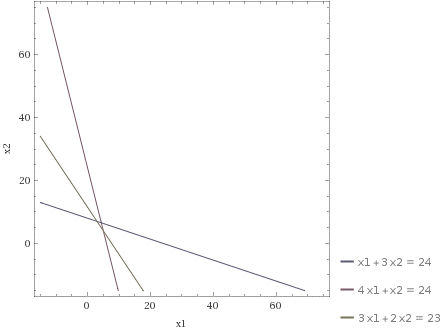 60
40
20
0
x2
0
20
40
60
x1
x1 + 3 x2 = 24
4 x1 + x2 = 24
3 x1 + 2 x2 = 23